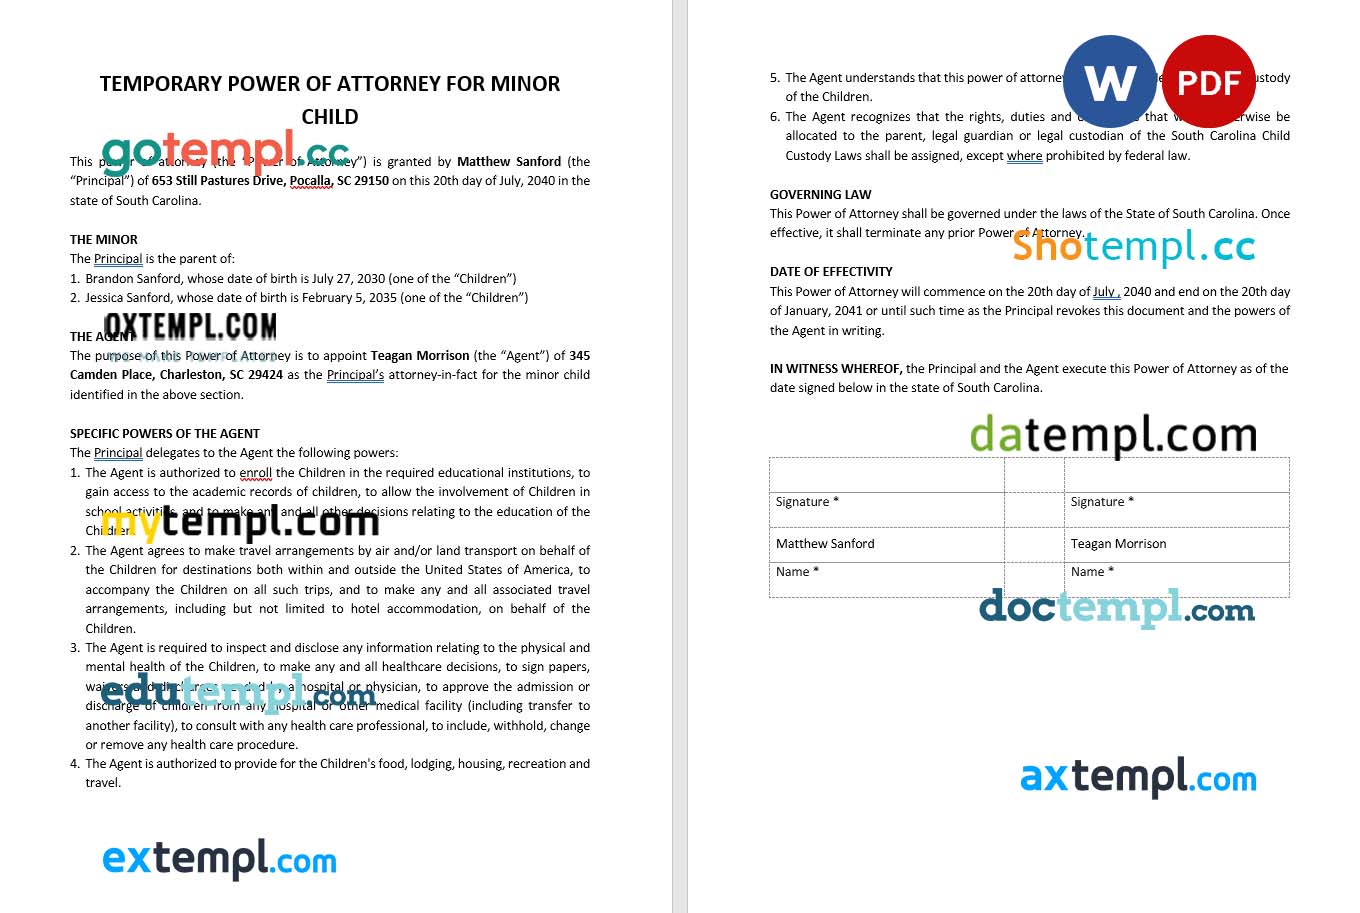 TEMPORARY POWER OF ATTORNEY FOR MINOR
CHILD
gotempl.cc
This power of attorney (the “Power of Attorney”) is granted by Matthew Sanford (the
“Principal”) of 653 Still Pastures Drive, Pocalla, SC 29150 on this 20th day of July, 2040 in the
state of South Carolina.
THE MINOR
The Principal is the parent of:
1. Brandon Sanford, whose date of birth is July 27, 2030 (one of the “Children”)
2. Jessica Sanford, whose date of birth is February 5, 2035 (one of the “Children”)
OXTEMPL.COM
WE MAKE TEMPLATES
THE AGENT
The purpose of this Power of Attorney is to appoint Teagan Morrison (the “Agent”) of 345
Camden Place, Charleston, SC 29424 as the Principal’s attorney-in-fact for the minor child
identified in the above section.
SPECIFIC POWERS OF THE AGENT
The Principal delegates to the Agent the following powers:
1. The Agent is authorized to enroll the Children in the required educational institutions, to
gain access to the academic records of children, to allow the involvement of Children in
school activities, and to make any and all other decisions relating to the education of the
Children.
mytempl.com
2. The Agent agrees to make travel arrangements by air and/or land transport on behalf of
the Children for destinations both within and outside the United States of America, to
accompany the Children on all such trips, and to make any and all associated travel
arrangements, including but not limited to hotel accommodation, on behalf of the
Children.
3. The Agent is required to inspect and disclose any information relating to the physical and
mental health of the Children, to make any and all healthcare decisions, to sign papers,
waivers and discharges needed by a hospital or physician, to approve the admission or
discharge of children from any hospital or other medical facility (including transfer to
another facility), to consult with any health care professional, to include, withhold, change
or remove any health care procedure.
edutempl.com
4. The Agent is authorized to provide for the Children's food, lodging, housing, recreation and
travel.
extempl.com
W PDF
5. The Agent understands that this power of attorney custody
of the Children.
6. The Agent recognizes that the rights, duties and that otherwise be
allocated to the parent, legal guardian or legal custodian of the South Carolina Child
Custody Laws shall be assigned, except where prohibited by federal law.
GOVERNING LAW
This Power of Attorney shall be governed under the laws of the State of South Carolina. Once
effective, it shall terminate any prior Power of Attorney.
Shotempl.cc
DATE OF EFFECTIVITY
This Power of Attorney will commence on the 20th day of July , 2040 and end on the 20th day
of January, 2041 or until such time as the Principal revokes this document and the powers of
the Agent in writing.
IN WITNESS WHEREOF, the Principal and the Agent execute this Power of Attorney as of the
date signed below in the state of South Carolina.
datempl.com
Signature * Signature *
Matthew Sanford Teagan Morrison
Name * Name *
doctempl.com
axtempl.com